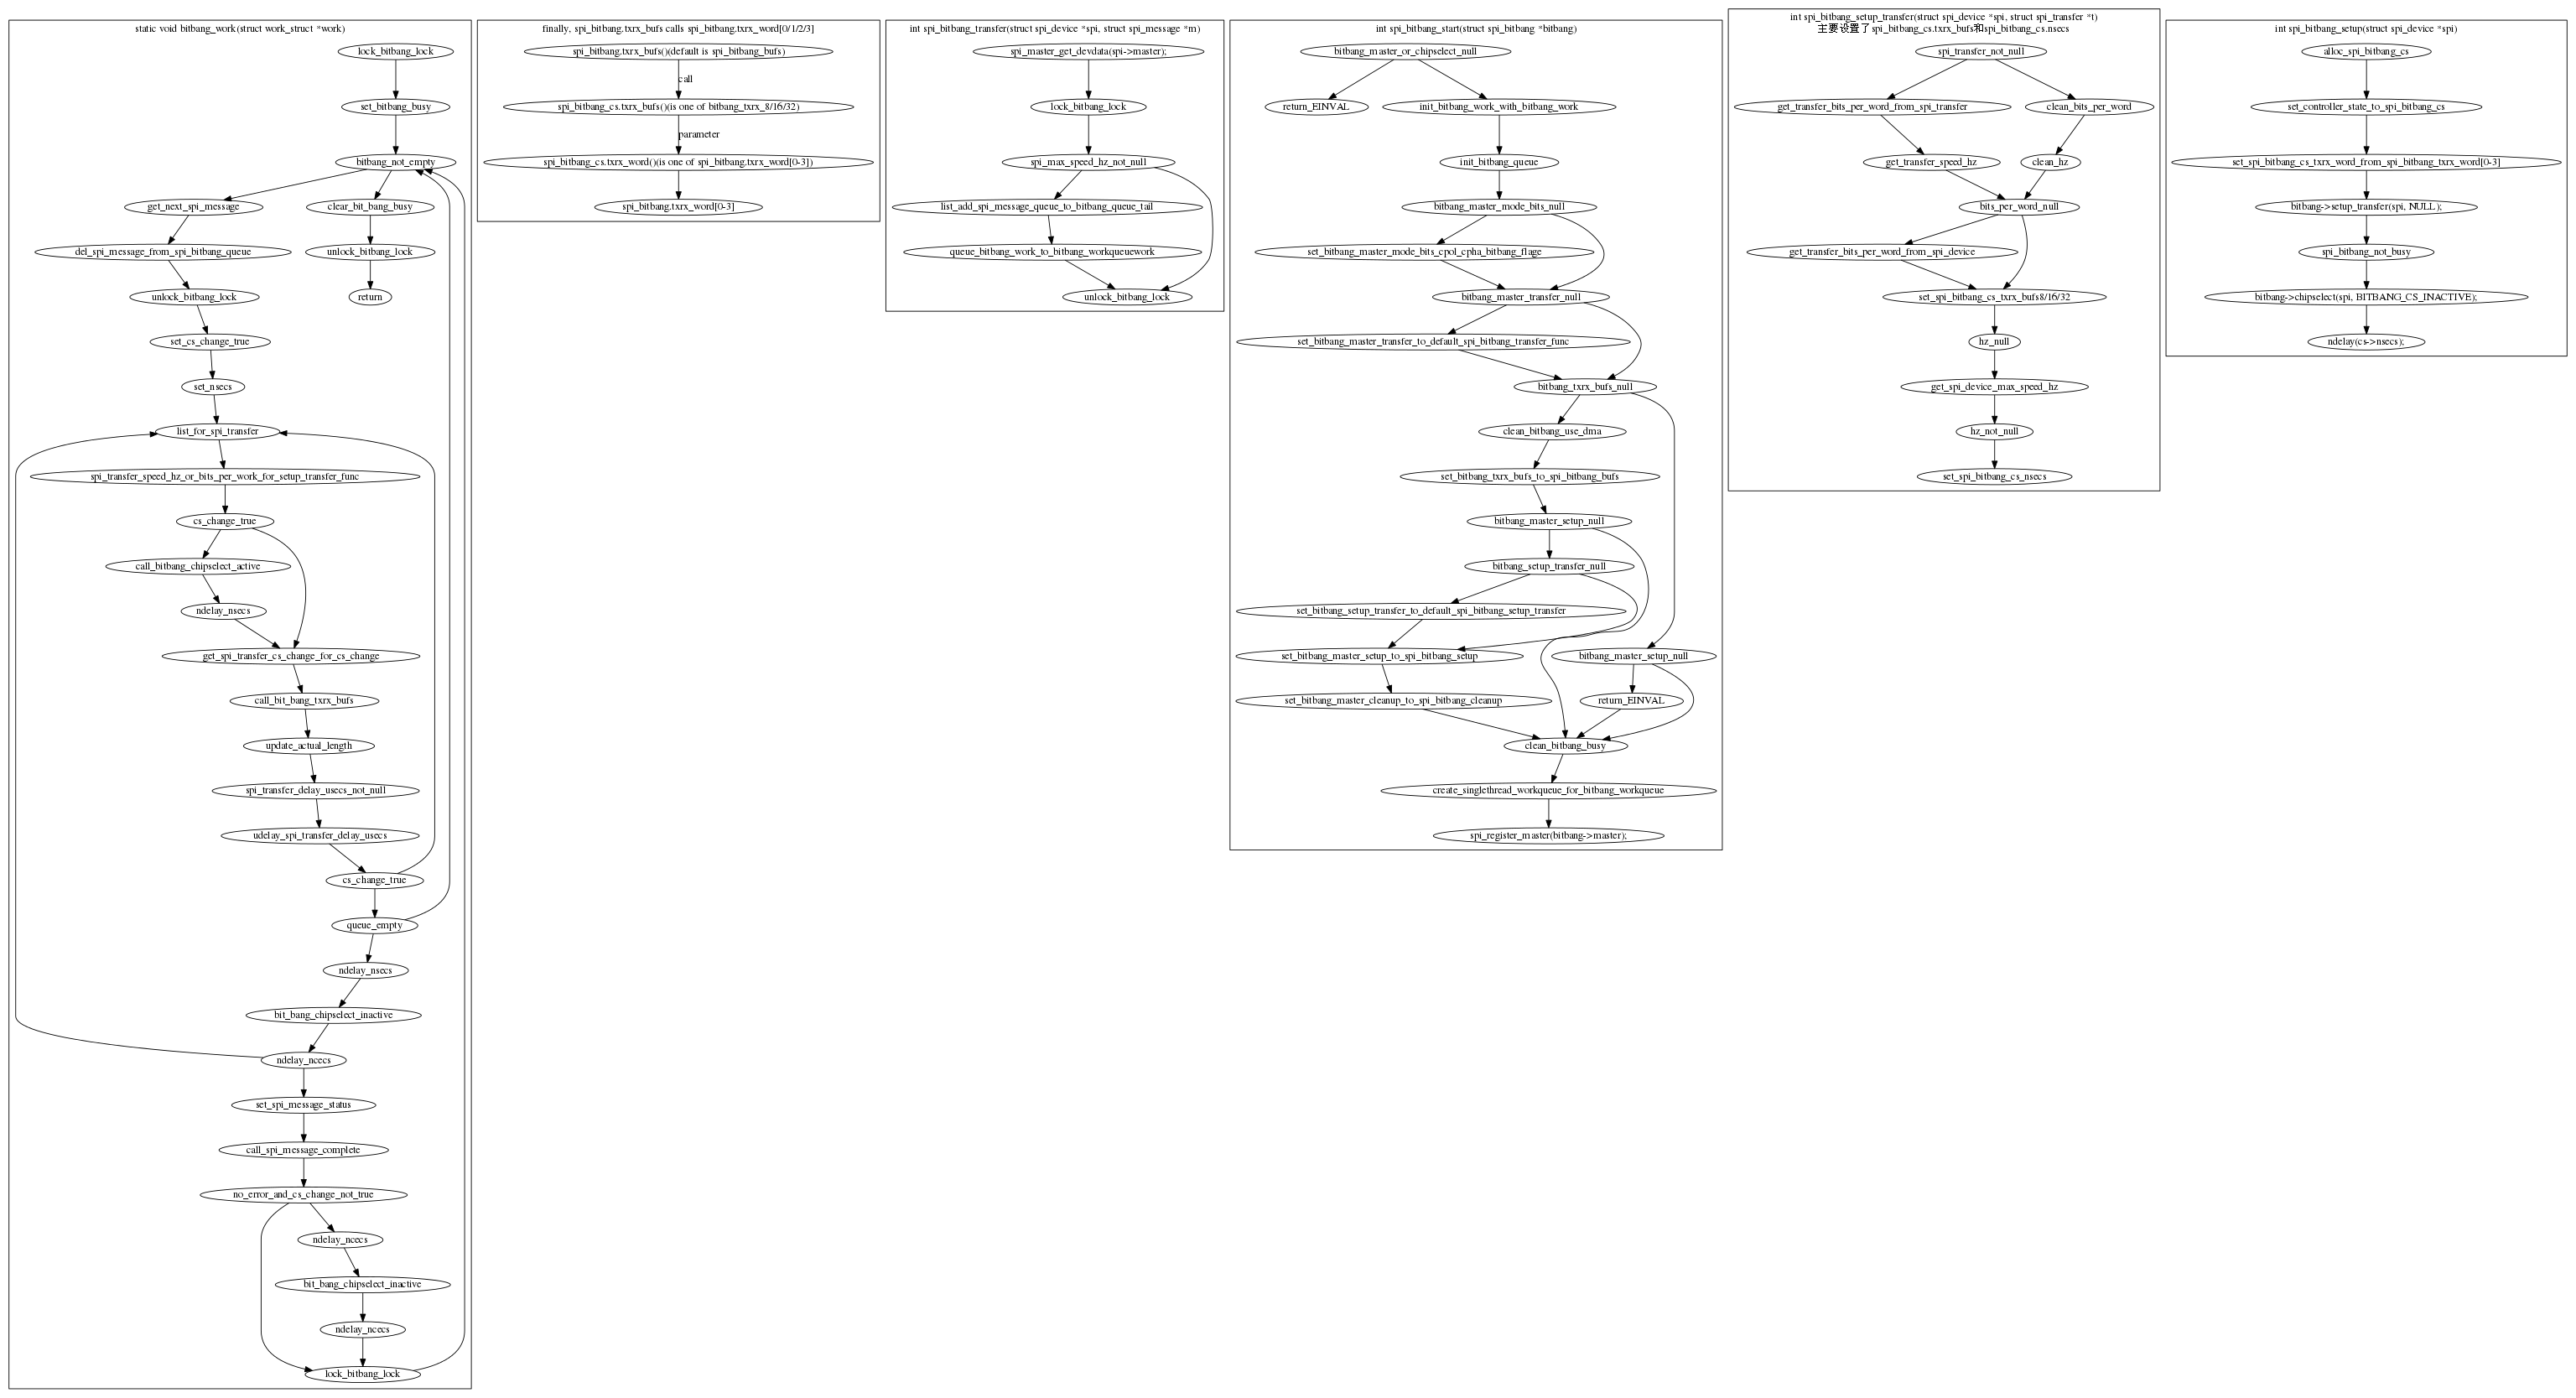 static void bitbang_work(struct work_struct *work)
lock_bitbang_lock
set_bitbang_busy
bitbang_not_empty
get_next_spi_message
clear_bit_bang_busy
del_spi_message_from_spi_bitbang_queue
unlock_bitbang_lock
unlock_bitbang_lock
return
set_cs_change_true
set_nsecs
list_for_spi_transfer
spi_transfer_speed_hz_or_bits_per_work_for_setup_transfer_func
cs_change_true
call_bitbang_chipselect_active
ndelay_nsecs
get_spi_transfer_cs_change_for_cs_change
call_bit_bang_txrx_bufs
update_actual_length
spi_transfer_delay_usecs_not_null
udelay_spi_transfer_delay_usecs
cs_change_true
queue_empty
ndelay_nsecs
bit_bang_chipselect_inactive
ndelay_ncecs
set_spi_message_status
call_spi_message_complete
no_error_and_cs_change_not_true
ndelay_ncecs
bit_bang_chipselect_inactive
ndelay_ncecs
lock_bitbang_lock
finally, spi_bitbang.txrx_bufs calls spi_bitbang.txrx_word[0/1/2/3]
spi_bitbang.txrx_bufs()(default is spi_bitbang_bufs)
call
spi_bitbang_cs.txrx_bufs()(is one of bitbang_txrx_8/16/32)
parameter
spi_bitbang_cs.txrx_word()(is one of spi_bitbang.txrx_word[0-3])
spi_bitbang.txrx_word[0-3]
int spi_bitbang_transfer(struct spi_device *spi, struct spi_message *m)
spi_master_get_devdata(spi->master);
lock_bitbang_lock
spi_max_speed_hz_not_null
list_add_spi_message_queue_to_bitbang_queue_tail
queue_bitbang_work_to_bitbang_workqueuework
unlock_bitbang_lock
int spi_bitbang_start(struct spi_bitbang *bitbang)
bitbang_master_or_chipselect_null
return_EINVAL
init_bitbang_work_with_bitbang_work
init_bitbang_queue
bitbang_master_mode_bits_null
set_bitbang_master_mode_bits_cpol_cpha_bitbang_flage
bitbang_master_transfer_null
set_bitbang_master_transfer_to_default_spi_bitbang_transfer_func
bitbang_txrx_bufs_null
clean_bitbang_use_dma
set_bitbang_txrx_bufs_to_spi_bitbang_bufs
bitbang_master_setup_null
bitbang_setup_transfer_null
set_bitbang_setup_transfer_to_default_spi_bitbang_setup_transfer
set_bitbang_master_setup_to_spi_bitbang_setup
bitbang_master_setup_null
set_bitbang_master_cleanup_to_spi_bitbang_cleanup
return_EINVAL
clean_bitbang_busy
create_singlethread_workqueue_for_bitbang_workqueue
spi_register_master(bitbang->master);
int spi_bitbang_setup_transfer(struct spi_device *spi, struct spi_transfer *t)
主要设置了spi_bitbang_cs.txrx_bufs和spi_bitbang_cs.nsecs
spi_transfer_not_null
get_transfer_bits_per_word_from_spi_transfer
clean_bits_per_word
get_transfer_speed_hz
clean_hz
bits_per_word_null
get_transfer_bits_per_word_from_spi_device
set_spi_bitbang_cs_txrx_bufs8/16/32
hz_null
get_spi_device_max_speed_hz
hz_not_null
set_spi_bitbang_cs_nsecs
int spi_bitbang_setup(struct spi_device *spi)
alloc_spi_bitbang_cs
set_controller_state_to_spi_bitbang_cs
set_spi_bitbang_cs_txrx_word_from_spi_bitbang_txrx_word[0-3]
bitbang->setup_transfer(spi, NULL);
spi_bitbang_not_busy
bitbang->chipselect(spi, BITBANG_CS_INACTIVE);
ndelay(cs->nsecs);